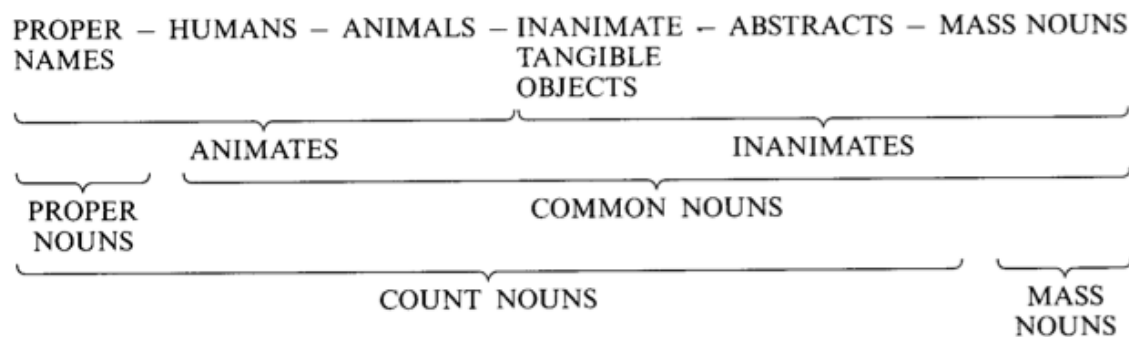 PROPER – HUMANS – ANIMALS – INANIMATE – ABSTRACTS – MASS NOUNS
NAMES TANGIBLE
OBJECTS
ANIMATES INANIMATES
PROPER COMMON NOUNS
NOUNS
COUNT NOUNS MASS
NOUNS